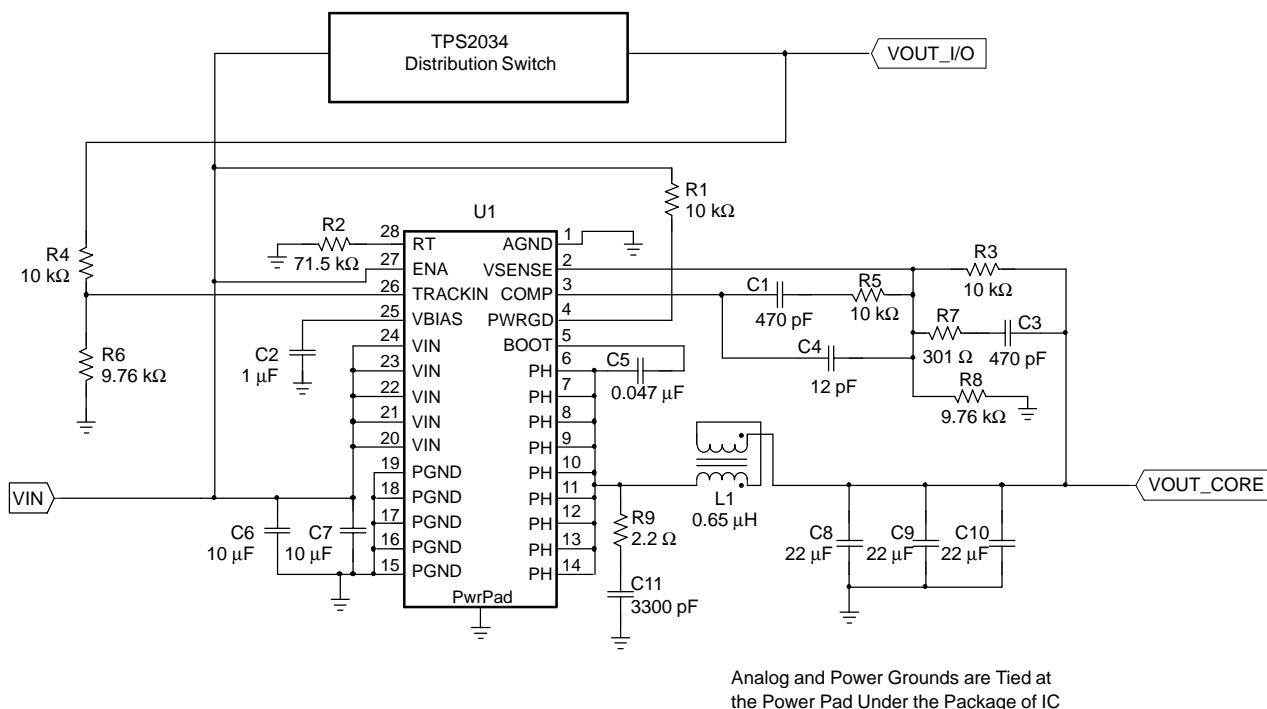 TPS2034
Distribution Switch
VOUT_I/O
R1
10 kΩ
U1
R2
71.5 kΩ
R4
10 kΩ
R6
9.76 kΩ
C2
1 μF
28
27
26
25
24
23
22
21
20
19
18
17
16
15
RT
ENA
TRACKIN
VBIAS
VIN
VIN
VIN
VIN
VIN
PGND
PGND
PGND
PGND
PGND
AGND
VSENSE
COMP
PWRGD
BOOT
PH
PH
PH
PH
PH
PH
PH
PH
PH
PwrPad
1
2
3
4
5
6
7
8
9
10
11
12
13
14
R3
10 kΩ
C1
470 pF
R5
10 kΩ
R7
301 Ω
C3
470 pF
C4
12 pF
R8
9.76 kΩ
C5
0.047 μF
VIN
C6
10 μF
C7
10 μF
L1
0.65 μH
R9
2.2 Ω
C11
3300 pF
C8
22 μF
C9
22 μF
C10
22 μF
VOUT_CORE
Analog and Power Grounds are Tied at
the Power Pad Under the Package of IC